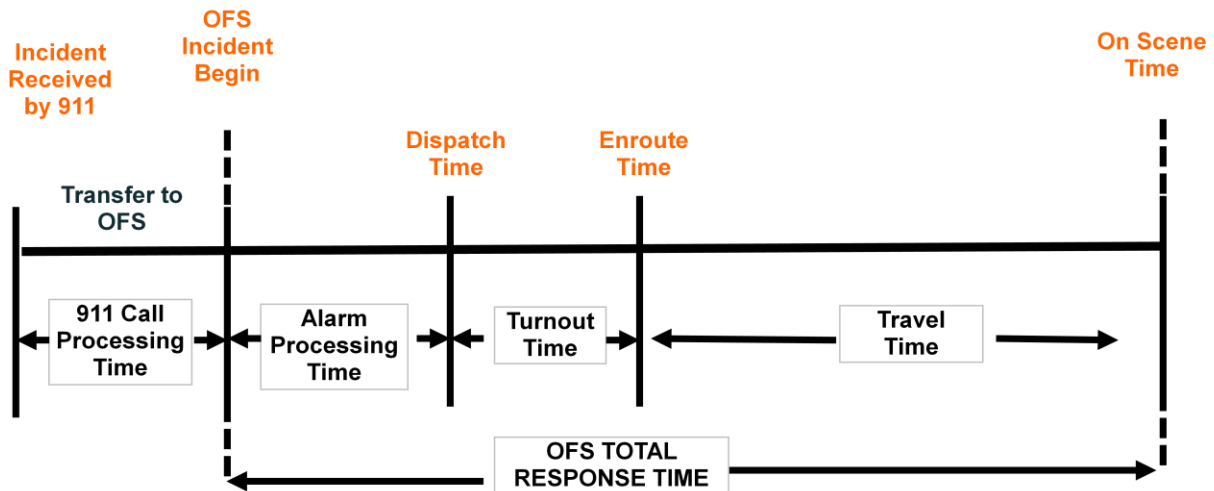 OFS
Incident
Begin
Incident
Received
by 911
On Scene
Time
Dispatch
Time
Enroute
Time
Transfer to
OFS
911 Call
Processing
Time
Alarm
Processing
Time
Turnout
Time
Travel
Time
OFS TOTAL
RESPONSE TIME